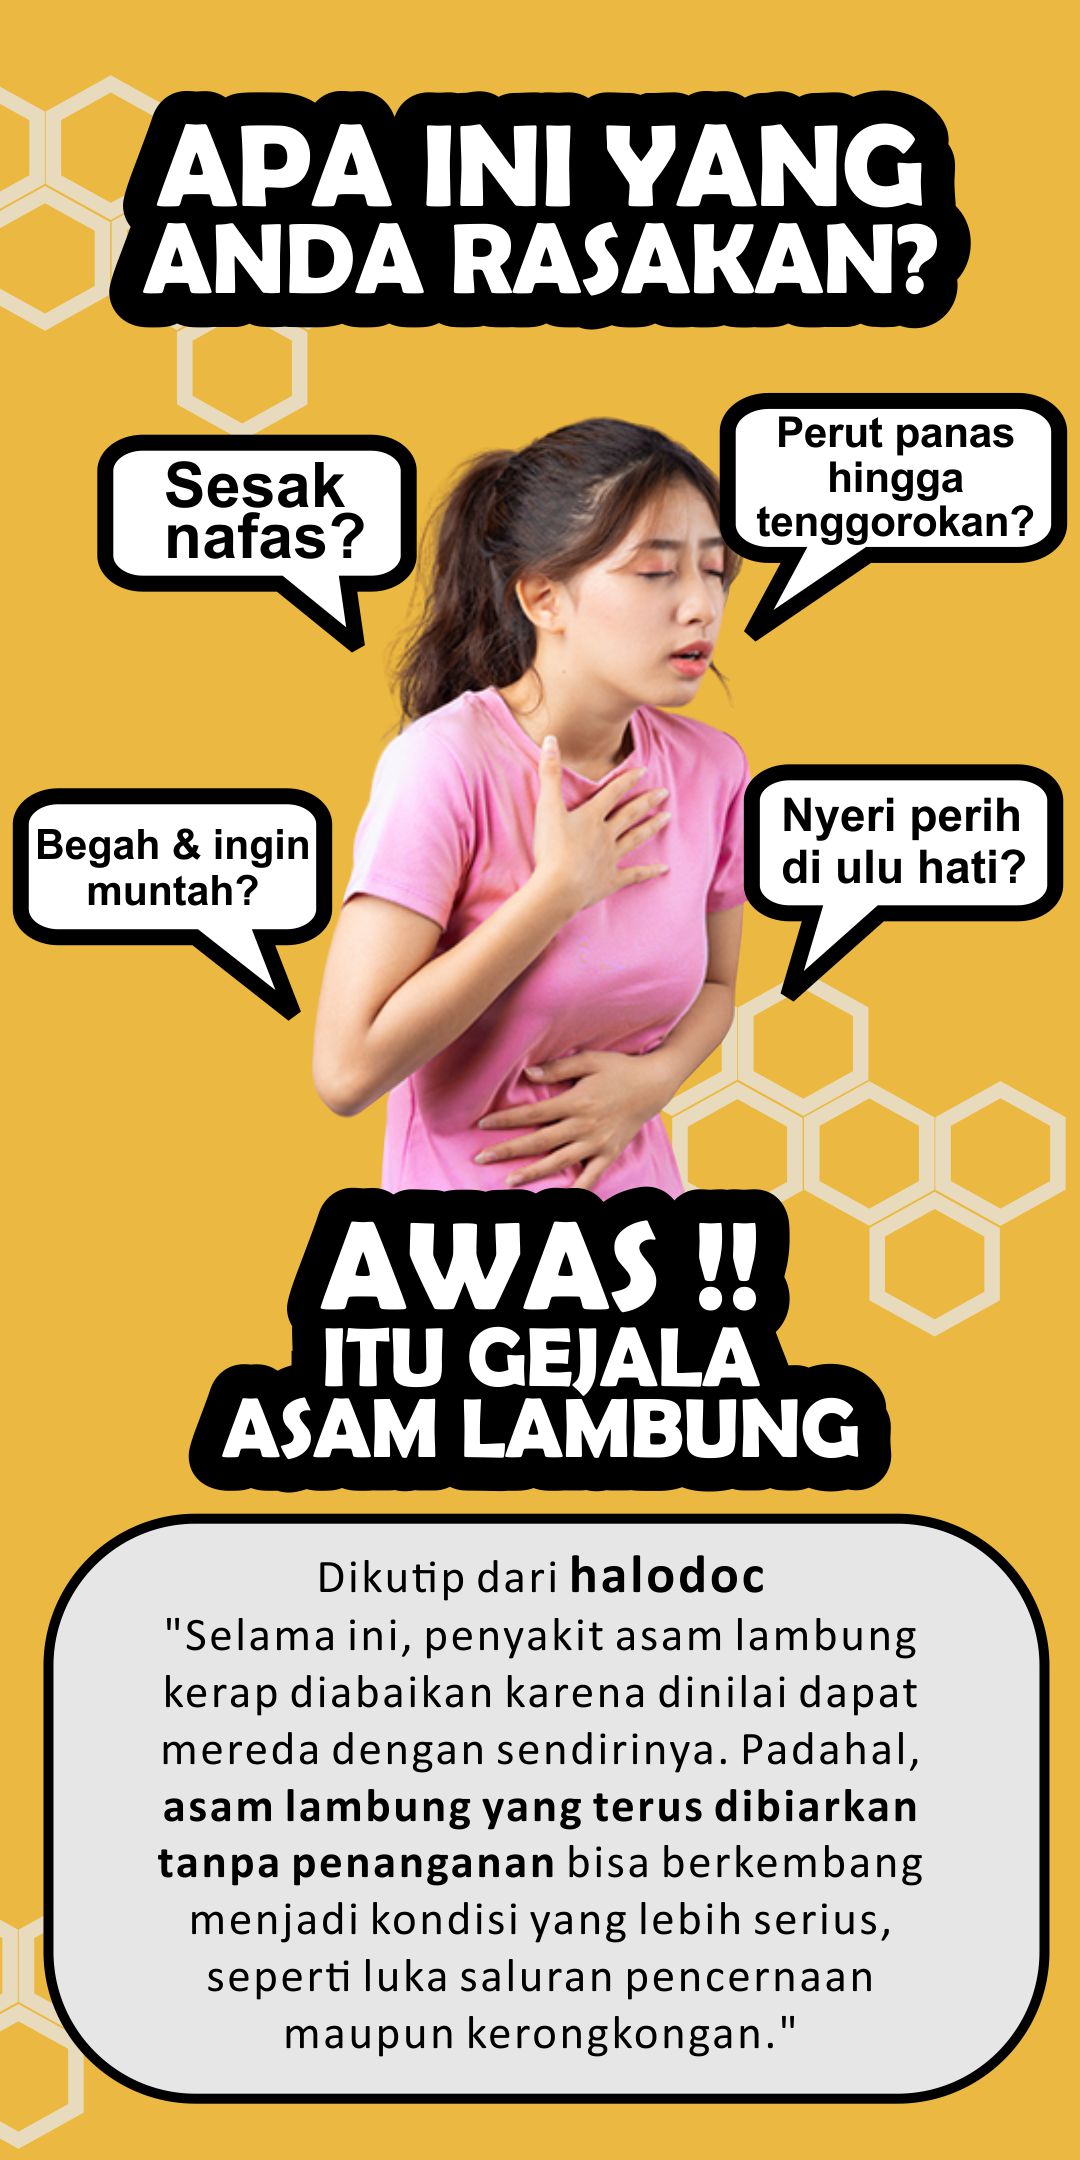 APA INI YANG
ANDA RASAKAN?
Sesak
nafas?
Perut panas
hingga
tenggorokan?
Begah & ingin
muntah?
Nyeri perih
di ulu hati?
AWAS !!
ITU GEJALA
ASAM LAMBUNG
Dikutip dari halodoc
"Selama ini, penyakit asam lambung
kerap diabaikan karena dinilai dapat
mereda dengan sendirinya. Padahal,
asam lambung yang terus dibiarkan
tanpa penanganan bisa berkembang
menjadi kondisi yang lebih serius,
seperti luka saluran pencernaan
maupun kerongkongan."